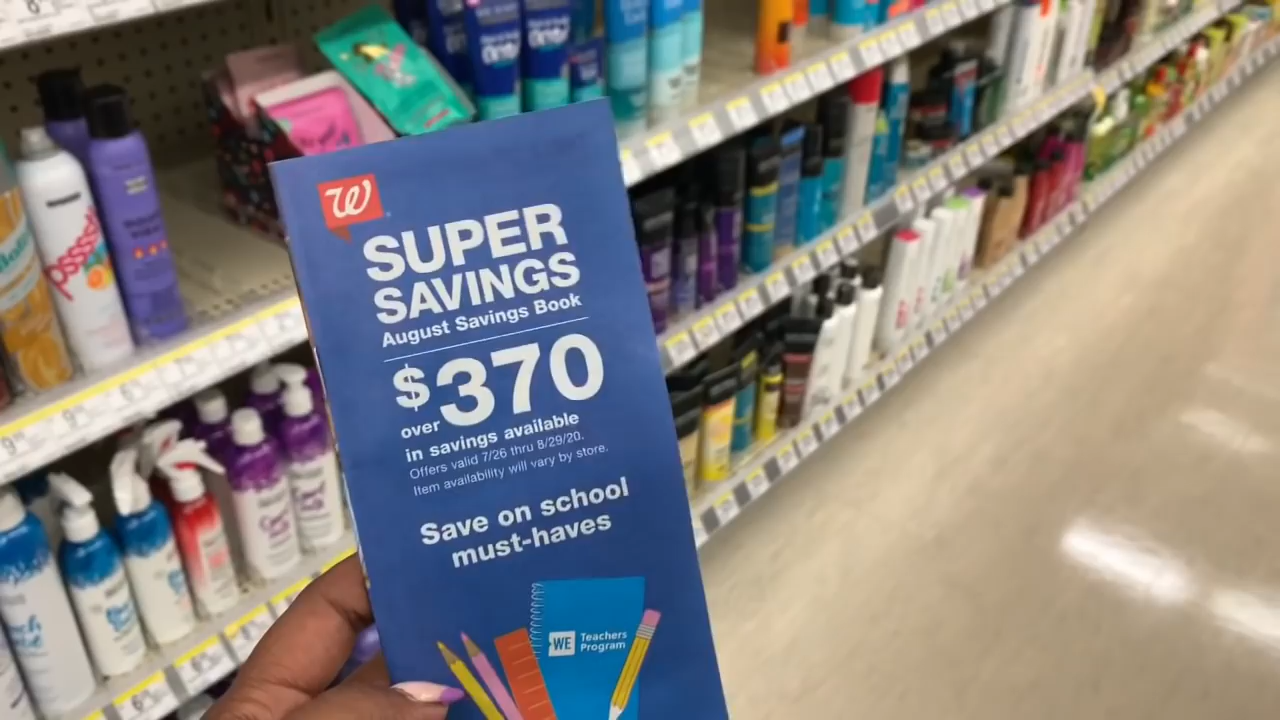 W
SUPER
SAVINGS
August Savings Book
over $370
in savings available
Offers valid 7/26 thru 8/29/20.
Item availability will vary by store.
Save on school
must-haves
WE Teachers
Program